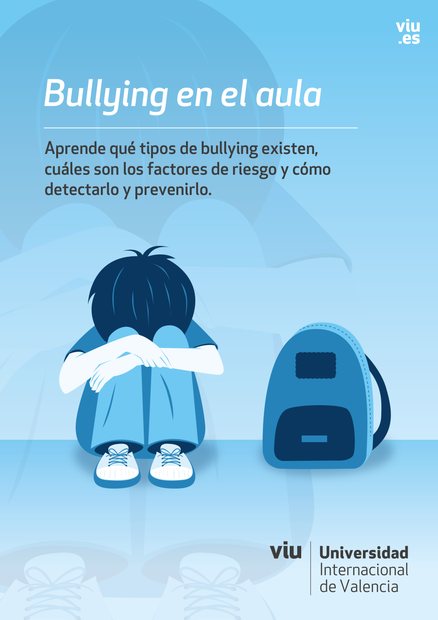 viu
.es
Bullying en el aula
Aprende qué tipos de bullying existen,
cuáles son los factores de riesgo y cómo
detectarlo y prevenirlo.
viu
Universidad
Internacional
de Valencia